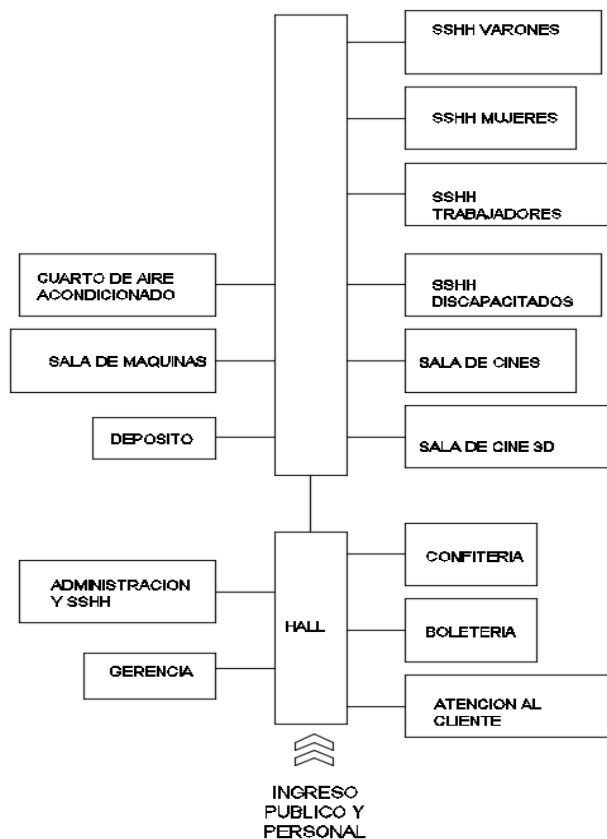 SSHH VARONES
SSHH MUJERES
SSHH
TRABAJADORES
CUARTO DE AIRE
ACONDICIONADO
SSHH
DISCAPACITADOS
SALA DE MAQUINAS
SALA DE CINES
DEPOSITO
SALA DE CINE 3D
CONFITERIA
ADMINISTRACION
Y SSHH
HALL
BOLETERIA
GERENCIA
ATENCION AL
CLIENTE
INGRESO
PUBLICO Y
PERSONAL